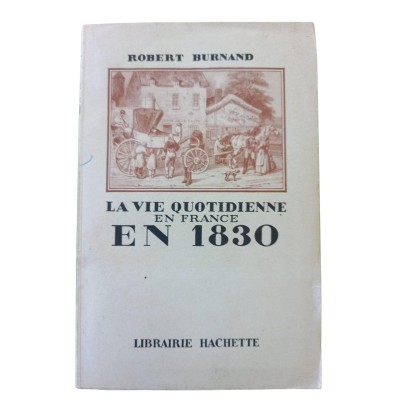 ROBERT BURNAND
LA VIE QUOTIDIENNE
EN FRANCE
EN 1830
LIBRAIRIE HACHETTE